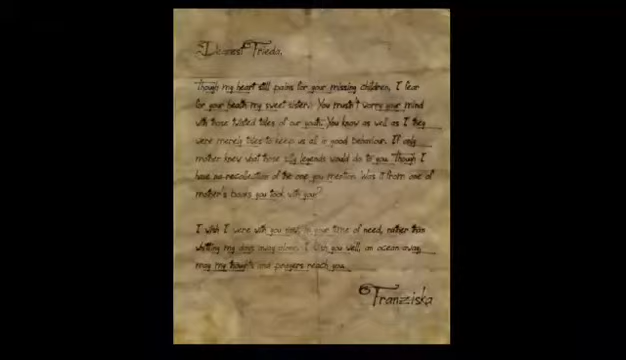 Dearest Frieda,
Though my heart still pains for your missing children, I fear
for your health my sweet sister. You mustn't worry your mind
with those twisted tales of our youth. You know as well as I they
were merely tales to keep us all in good behaviour. If only
mother knew what those silly legends would do to you. Though I
have no recollection of the one you mention. Was it from one of
mother's books you took with you?
I wish I were with you now, in your time of need, rather than
whittling my days away alone. I wish you well, an ocean away,
may my thoughts and prayers reach you.
Franziska